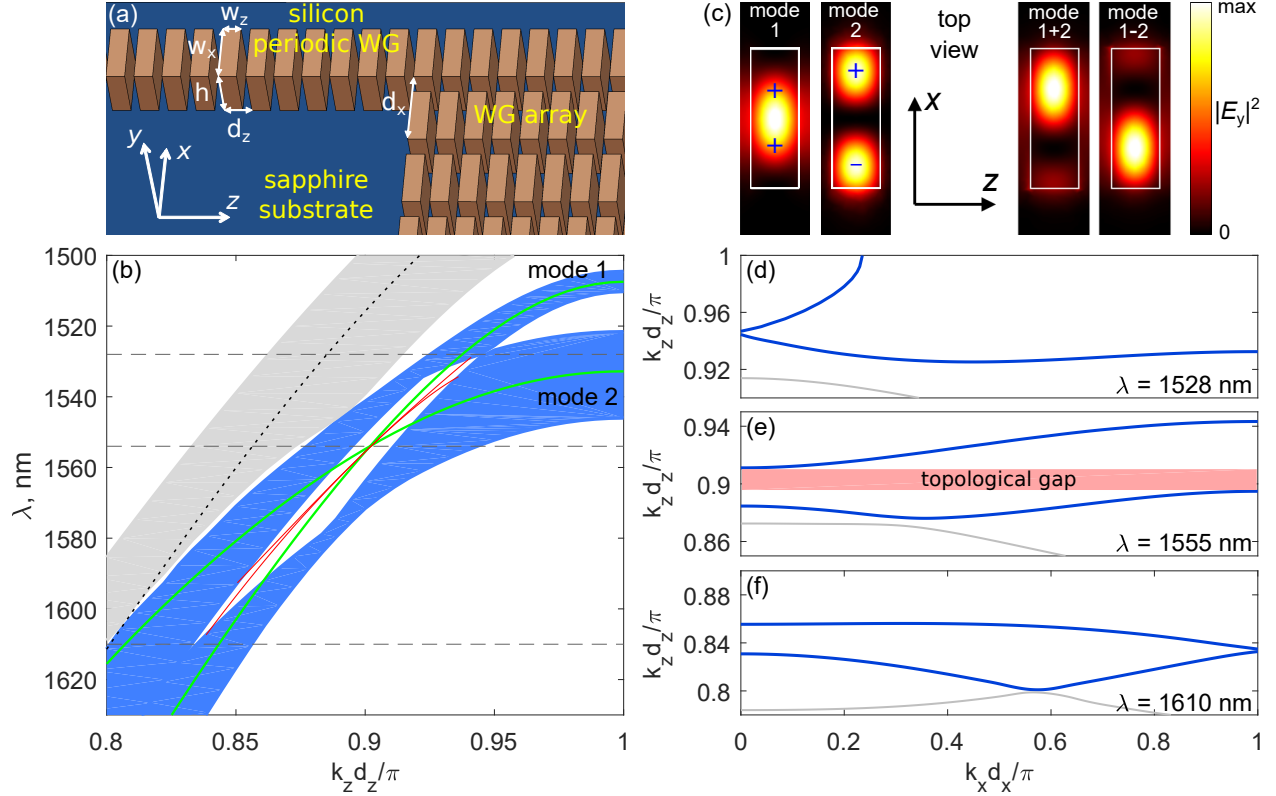 (a)
w_z
silicon
periodic WG
w_x
h
d_z
d_x
WG array
y
x
z
sapphire
substrate
(c)
mode
1
mode
2
+
+
+
−
top
view
x
z
mode
1+2
mode
1-2
max
|E_y|^2
0
(b)
mode 1
mode 2
1500
1520
1540
1560
1580
1600
1620
λ, nm
0.8
0.85
0.9
0.95
1
k_z d_z/π
(d)
1
0.96
0.92
k_z d_z/π
λ = 1528 nm
(e)
0.94
0.9
0.86
k_z d_z/π
topological gap
λ = 1555 nm
(f)
0.88
0.84
0.8
k_z d_z/π
λ = 1610 nm
0
0.2
0.4
0.6
0.8
1
k_x d_x/π